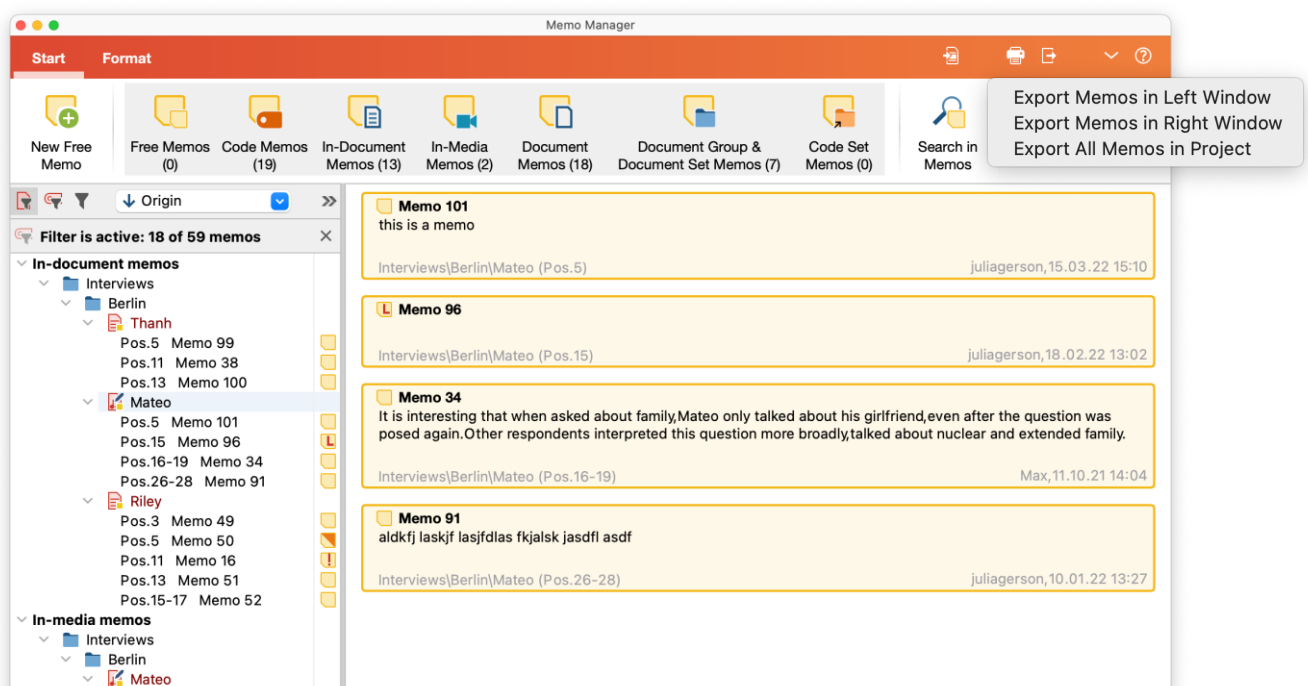 Memo Manager
Start Format
Export Memos in Left Window
Export Memos in Right Window
Export All Memos in Project
New Free Memo
Free Memos (0)
Code Memos (19)
In-Document Memos (13)
In-Media Memos (2)
Document Memos (18)
Document Group & Document Set Memos (7)
Code Set Memos (0)
Search in Memos
Origin
Filter is active: 18 of 59 memos
In-document memos
Interviews
Berlin
Thanh
Pos.5 Memo 99
Pos.11 Memo 38
Pos.13 Memo 100
Mateo
Pos.5 Memo 101
Pos.15 Memo 96
L
Pos.16-19 Memo 34
Pos.26-28 Memo 91
Riley
Pos.3 Memo 49
Pos.5 Memo 50
Pos.11 Memo 16
!
Pos.13 Memo 51
Pos.15-17 Memo 52
In-media memos
Interviews
Berlin
Mateo
Memo 101
this is a memo
Interviews\Berlin\Mateo (Pos.5) juliagerson,15.03.22 15:10
L Memo 96
Interviews\Berlin\Mateo (Pos.15) juliagerson,18.02.22 13:02
Memo 34
It is interesting that when asked about family,Mateo only talked about his girlfriend,even after the question was
posed again.Other respondents interpreted this question more broadly,talked about nuclear and extended family.
Interviews\Berlin\Mateo (Pos.16-19) Max,11.10.21 14:04
Memo 91
aldkfj laskjf lasjfdlas fkjalsk jasdfl asdf
Interviews\Berlin\Mateo (Pos.26-28) juliagerson,10.01.22 13:27